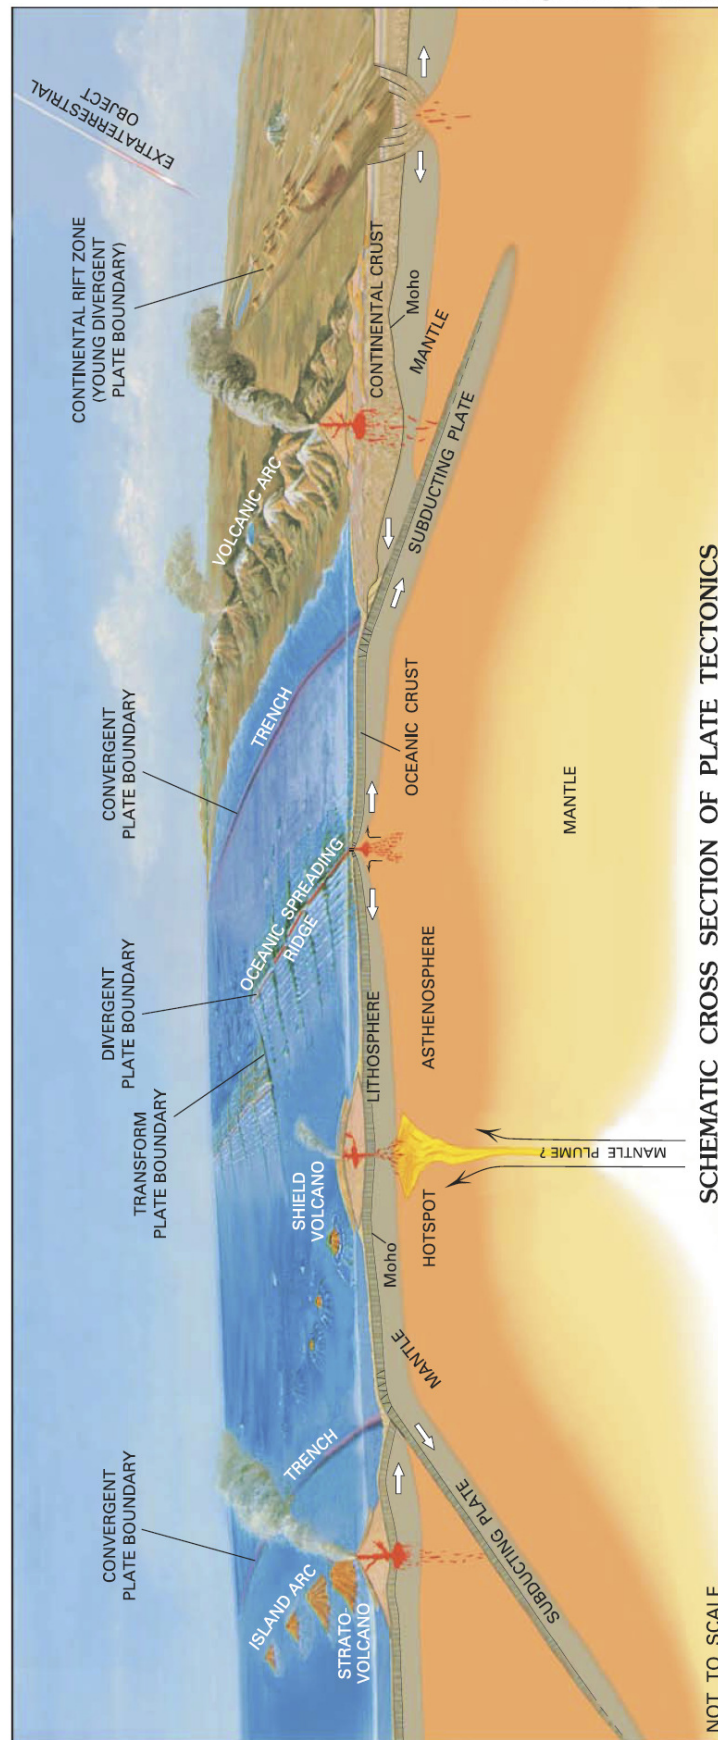 CONVERGENT
PLATE BOUNDARY
TRANSFORM
PLATE BOUNDARY
DIVERGENT
PLATE BOUNDARY
CONVERGENT
PLATE BOUNDARY
CONTINENTAL RIFT ZONE
(YOUNG DIVERGENT
PLATE BOUNDARY)
EXTRATERRESTRIAL
OBJECT
ISLAND ARC
STRATO-
VOLCANO
TRENCH
SHIELD
VOLCANO
OCEANIC SPREADING
RIDGE
TRENCH
VOLCANIC ARC
LITHOSPHERE
CONTINENTAL CRUST
Moho
Moho
MANTLE
MANTLE
HOTSPOT
ASTHENOSPHERE
OCEANIC CRUST
SUBDUCTING PLATE
SUBDUCTING PLATE
MANTLE
MANTLE PLUME ?
NOT TO SCALE
SCHEMATIC CROSS SECTION OF PLATE TECTONICS